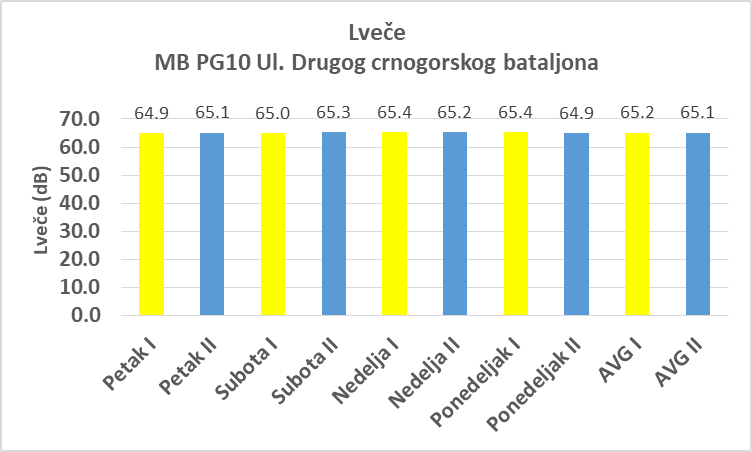 Lveče
MB PG10 Ul. Drugog crnogorskog bataljona
64.9 65.1 65.0 65.3 65.4 65.2 65.4 64.9 65.2 65.1
Lveče (dB)
70.0
60.0
50.0
40.0
30.0
20.0
10.0
0.0
Petak I
Petak II
Subota I
Subota II
Nedelja I
Nedelja II
Ponedeljak I
Ponedeljak II
AVG I
AVG II